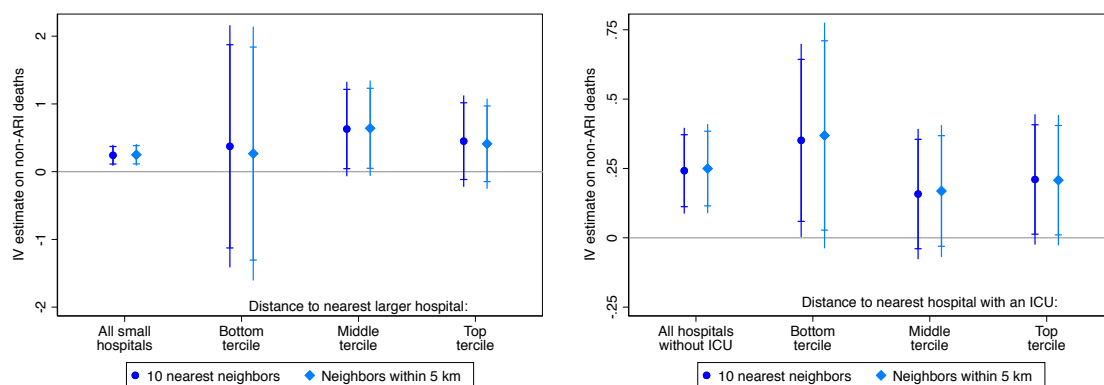 IV estimate on non-ARI deaths
2
1
0
-1
-2
Distance to nearest larger hospital:
All small
hospitals
Bottom
tercile
Middle
tercile
Top
tercile
10 nearest neighbors
Neighbors within 5 km
IV estimate on non-ARI deaths
.75
.5
.25
0
-.25
Distance to nearest hospital with an ICU:
All hospitals
without ICU
Bottom
tercile
Middle
tercile
Top
tercile
10 nearest neighbors
Neighbors within 5 km